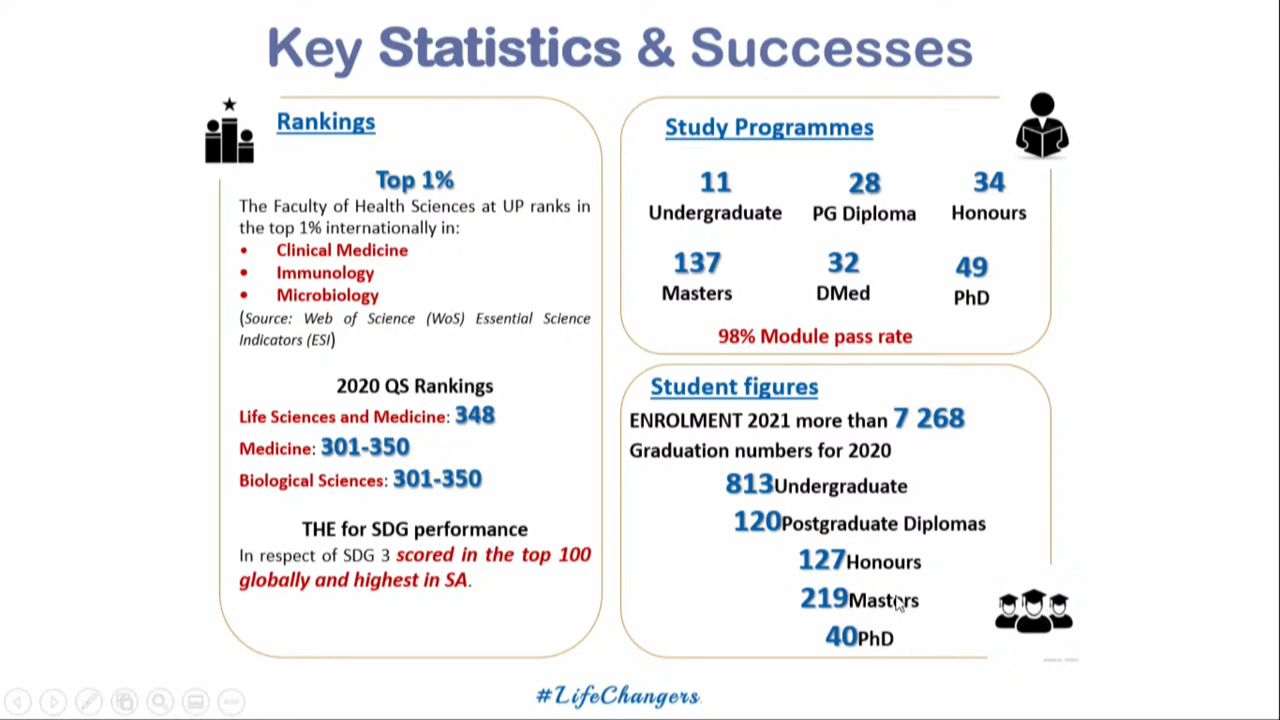 Key Statistics & Successes
Rankings
Top 1%
The Faculty of Health Sciences at UP ranks in
the top 1% internationally in:
• Clinical Medicine
• Immunology
• Microbiology
(Source: Web of Science (WoS) Essential Science
Indicators (ESI)
2020 QS Rankings
Life Sciences and Medicine: 348
Medicine: 301-350
Biological Sciences: 301-350
THE for SDG performance
In respect of SDG 3 scored in the top 100
globally and highest in SA.
Study Programmes
11 28 34
Undergraduate PG Diploma Honours
137 32 49
Masters DMed PhD
98% Module pass rate
Student figures
ENROLMENT 2021 more than 7 268
Graduation numbers for 2020
813Undergraduate
120Postgraduate Diplomas
127Honours
219Masters
40PhD
#LifeChangers